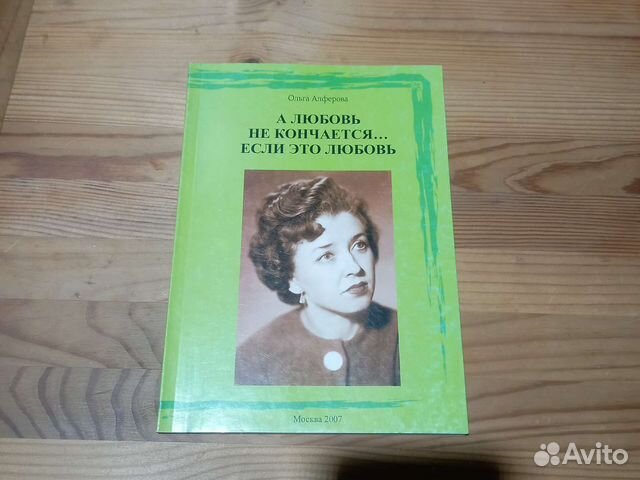 Ольга Алферова
А ЛЮБОВЬ
НЕ КОНЧАЕТСЯ...
ЕСЛИ ЭТО ЛЮБОВЬ
Москва 2007
Avito